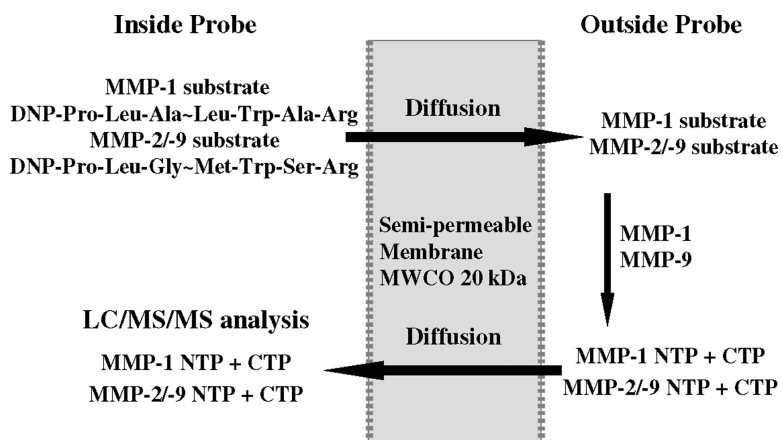 Inside Probe
MMP-1 substrate
DNP-Pro-Leu-Ala~Leu-Trp-Ala-Arg
MMP-2/-9 substrate
DNP-Pro-Leu-Gly~Met-Trp-Ser-Arg
Diffusion
Outside Probe
MMP-1 substrate
MMP-2/-9 substrate
MMP-1
MMP-9
Semi-permeable
Membrane
MWCO 20 kDa
LC/MS/MS analysis
MMP-1 NTP + CTP
MMP-2/-9 NTP + CTP
Diffusion
MMP-1 NTP + CTP
MMP-2/-9 NTP + CTP